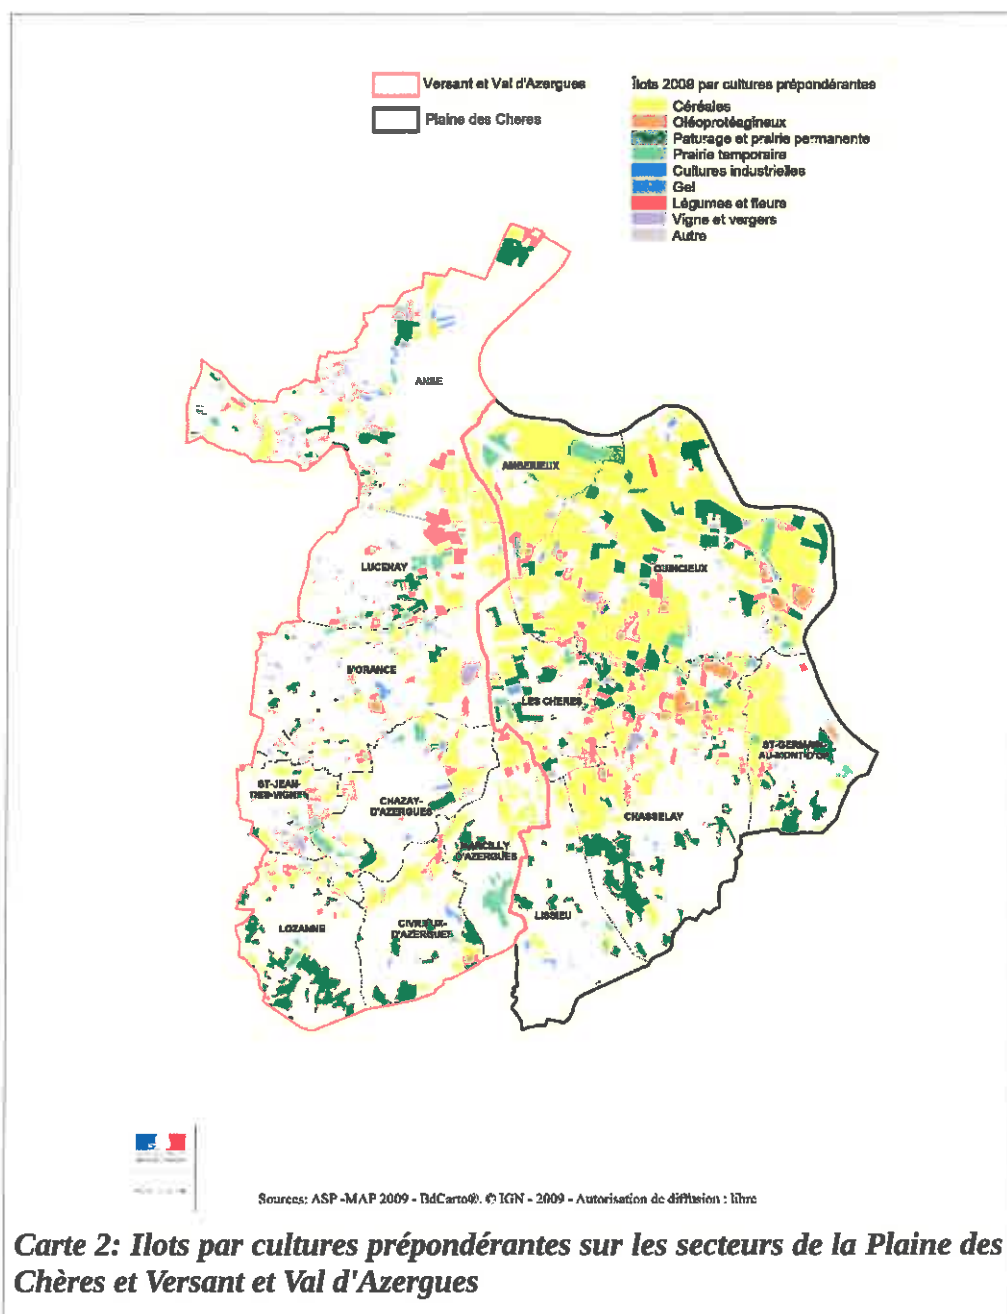 Versant et Val d'Azergues
Plaine des Cheres
Îlots 2009 par cultures prépondérantes
Céréales
Oléoprotéagineux
Paturage et prairie permanente
Prairie temporaire
Cultures industrielles
Gel
Légumes et fleurs
Vigne et vergers
Autre
ANSE
AMBERIEUX
LUCENAY
QUINCIEUX
MORANCE
LES CHERES
ST-GERMAIN-
AU-MONT-D'OR
ST-JEAN-
DES-VIGNES
CHAZAY-
D'AZERGUES
CHASSELAY
MARCILLY-
D'AZERGUES
LISSIEU
LOZANNE
CIVRIEUX-
D'AZERGUES
Sources: ASP -MAP 2009 - BdCarto®. © IGN - 2009 - Autorisation de diffusion : libre
Carte 2: Ilots par cultures prépondérantes sur les secteurs de la Plaine des
Chères et Versant et Val d'Azergues